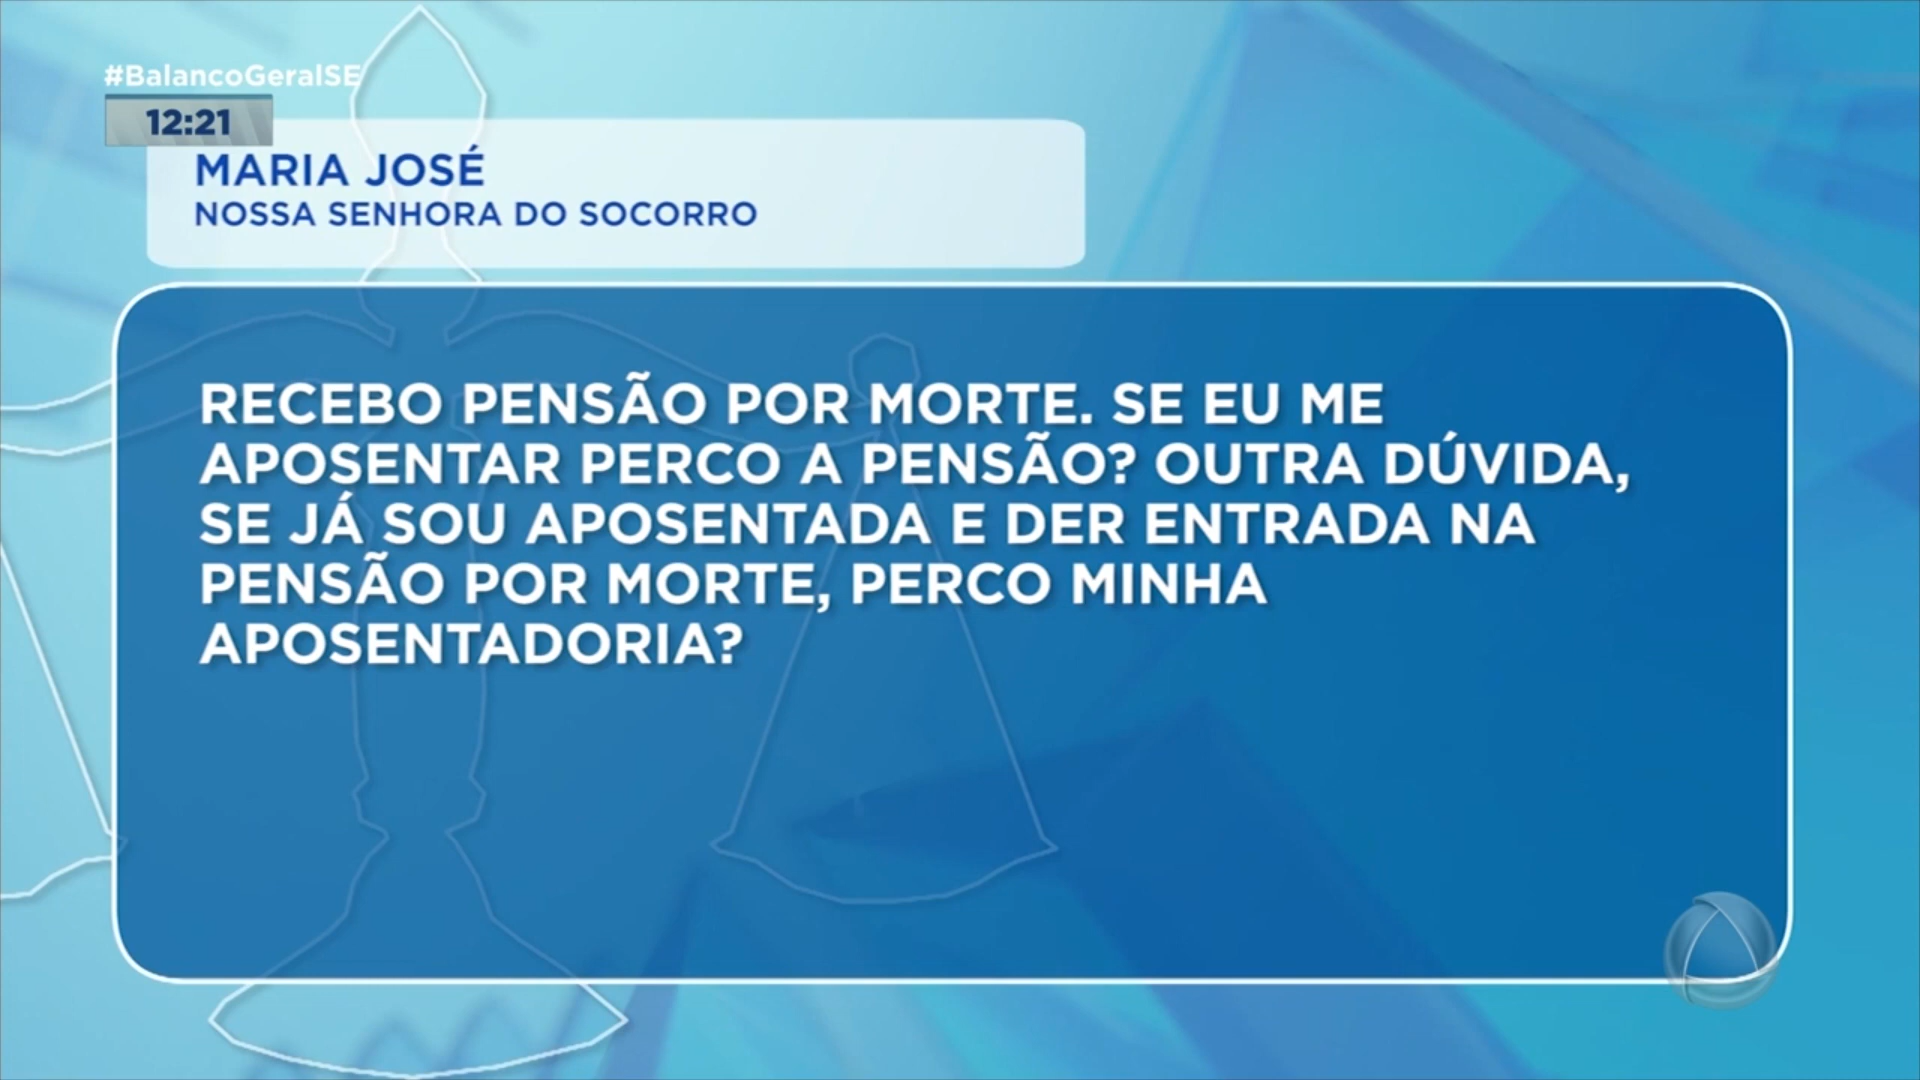 #BalancoGeralSE
12:21
MARIA JOSÉ
NOSSA SENHORA DO SOCORRO
RECEBO PENSÃO POR MORTE. SE EU ME
APOSENTAR PERCO A PENSÃO? OUTRA DÚVIDA,
SE JÁ SOU APOSENTADA E DER ENTRADA NA
PENSÃO POR MORTE, PERCO MINHA
APOSENTADORIA?